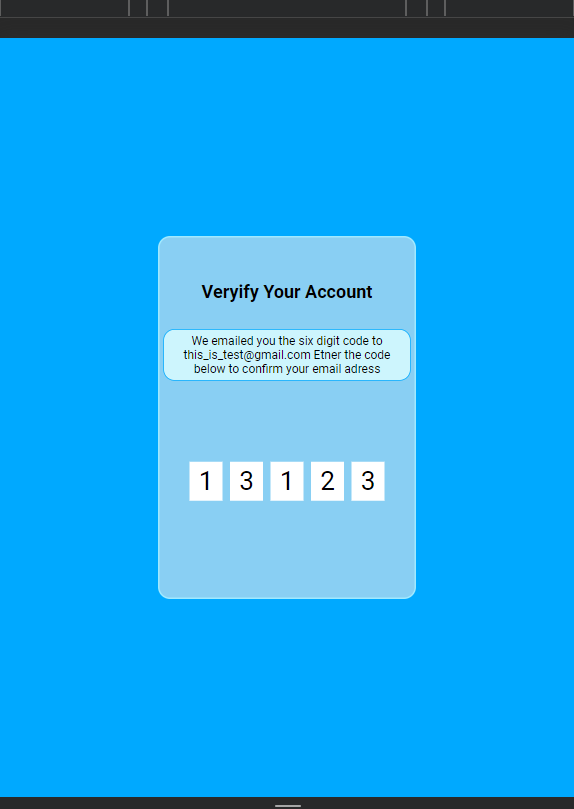 Veryify Your Account
We emailed you the six digit code to
this_is_test@gmail.com Etner the code
below to confirm your email adress
1 3 1 2 3